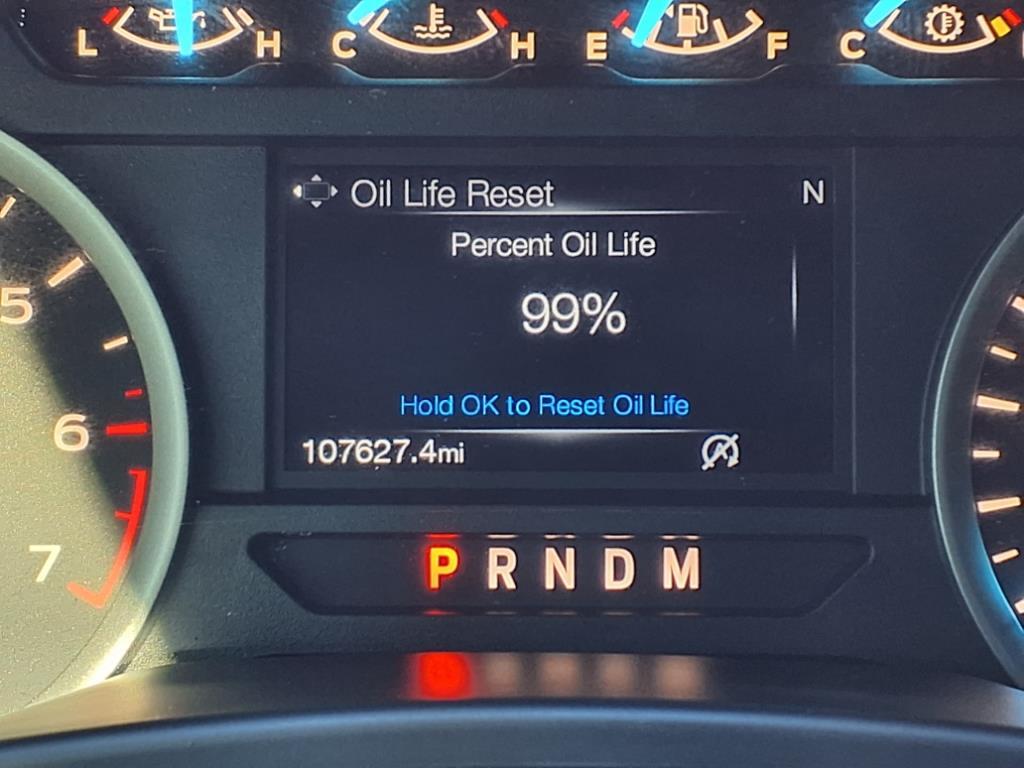 L H C H E F C
Oil Life Reset N
Percent Oil Life
99%
5
Hold OK to Reset Oil Life
6
107627.4mi
P R N D M
7